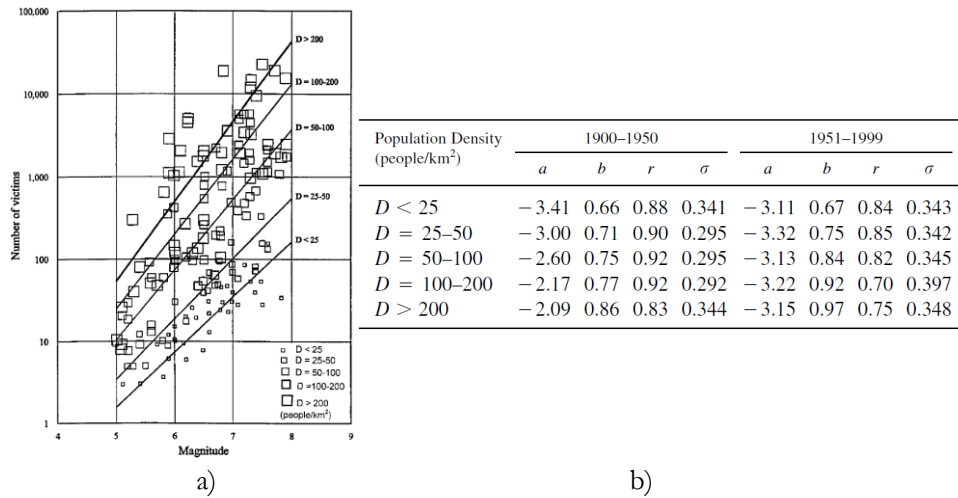 100,000
10,000
1,000
100
10
1
Number of victims
D > 200
D = 100-200
D = 50-100
D = 25-50
D < 25
D < 25
D = 25-50
D = 50-100
D =100-200
D > 200
(people/km²)
4 5 6 7 8 9
Magnitude
a)
Population Density (people/km²) 1900–1950 1951–1999
a b r σ a b r σ
D < 25 −3.41 0.66 0.88 0.341 −3.11 0.67 0.84 0.343
D = 25–50 −3.00 0.71 0.90 0.295 −3.32 0.75 0.85 0.342
D = 50–100 −2.60 0.75 0.92 0.295 −3.13 0.84 0.82 0.345
D = 100–200 −2.17 0.77 0.92 0.292 −3.22 0.92 0.70 0.397
D > 200 −2.09 0.86 0.83 0.344 −3.15 0.97 0.75 0.348
b)